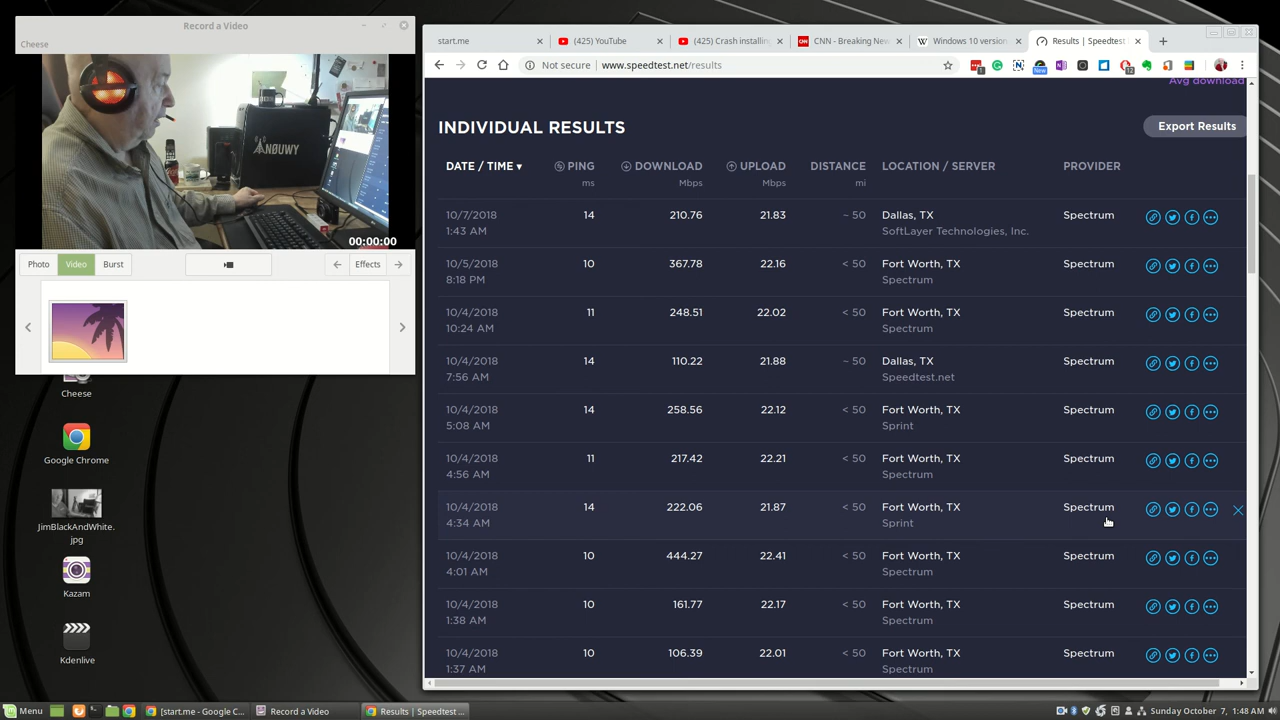 Record a Video
Cheese
ANØUWY
00:00:00
Photo
Video
Burst
Effects
Cheese
Google Chrome
JimBlackAndWhite.
jpg
Kazam
Kdenlive
start.me
(425) YouTube
(425) Crash installin
CNN - Breaking New
Windows 10 version
Results | Speedtest
Not secure | www.speedtest.net/results
1
New
12
Avg download
INDIVIDUAL RESULTS
Export Results
DATE / TIME PING DOWNLOAD UPLOAD DISTANCE LOCATION / SERVER PROVIDER
ms Mbps Mbps mi
10/7/2018 14 210.76 21.83 ~ 50 Dallas, TX Spectrum
1:43 AM SoftLayer Technologies, Inc.
10/5/2018 10 367.78 22.16 < 50 Fort Worth, TX Spectrum
8:18 PM Spectrum
10/4/2018 11 248.51 22.02 < 50 Fort Worth, TX Spectrum
10:24 AM Spectrum
10/4/2018 14 110.22 21.88 ~ 50 Dallas, TX Spectrum
7:56 AM Speedtest.net
10/4/2018 14 258.56 22.12 < 50 Fort Worth, TX Spectrum
5:08 AM Sprint
10/4/2018 11 217.42 22.21 < 50 Fort Worth, TX Spectrum
4:56 AM Spectrum
10/4/2018 14 222.06 21.87 < 50 Fort Worth, TX Spectrum
4:34 AM Sprint
10/4/2018 10 444.27 22.41 < 50 Fort Worth, TX Spectrum
4:01 AM Spectrum
10/4/2018 10 161.77 22.17 < 50 Fort Worth, TX Spectrum
1:38 AM Spectrum
10/4/2018 10 106.39 22.01 < 50 Fort Worth, TX Spectrum
1:37 AM Spectrum
Menu
[start.me - Google C...
Record a Video
Results | Speedtest ...
Sunday October 7, 1:48 AM